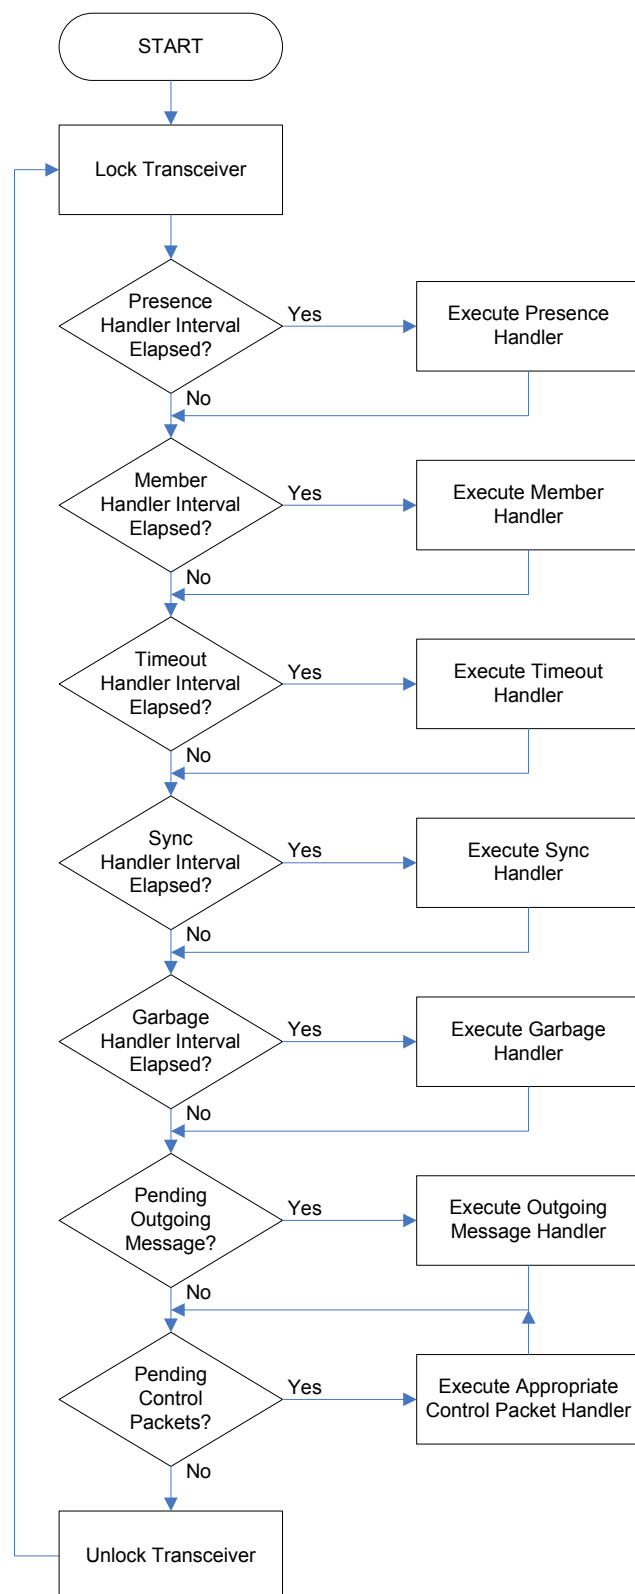 START
Lock Transceiver
Presence
Handler Interval
Elapsed?
Yes
Execute Presence
Handler
No
Member
Handler Interval
Elapsed?
Yes
Execute Member
Handler
No
Timeout
Handler Interval
Elapsed?
Yes
Execute Timeout
Handler
No
Sync
Handler Interval
Elapsed?
Yes
Execute Sync
Handler
No
Garbage
Handler Interval
Elapsed?
Yes
Execute Garbage
Handler
No
Pending
Outgoing
Message?
Yes
Execute Outgoing
Message Handler
No
Pending
Control
Packets?
Yes
Execute Appropriate
Control Packet Handler
No
Unlock Transceiver